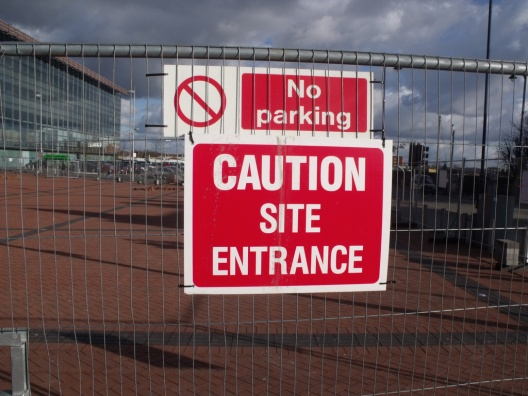 No
parking
CAUTION
SITE
ENTRANCE